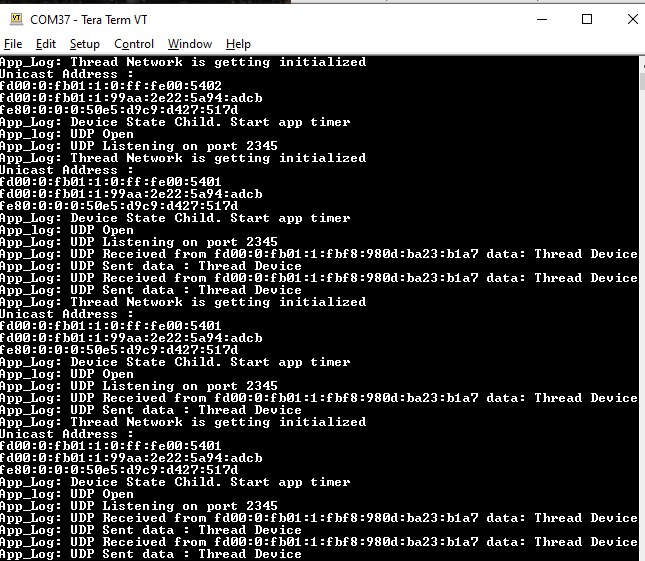 COM37 - Tera Term VT
File Edit Setup Control Window Help
App_Log: Thread Network is getting initialized
Unicast Address :
fd00:0:fb01:1:0:ff:fe00:5402
fd00:0:fb01:1:99aa:2e22:5a94:adcb
fe80:0:0:0:50e5:d9c9:d427:517d
App_Log: Device State Child. Start app timer
App_log: UDP Open
App_Log: UDP Listening on port 2345
App_Log: Thread Network is getting initialized
Unicast Address :
fd00:0:fb01:1:0:ff:fe00:5401
fd00:0:fb01:1:99aa:2e22:5a94:adcb
fe80:0:0:0:50e5:d9c9:d427:517d
App_Log: Device State Child. Start app timer
App_log: UDP Open
App_Log: UDP Listening on port 2345
App_Log: UDP Received from fd00:0:fb01:1:fbf8:980d:ba23:b1a7 data: Thread Device
App_Log: UDP Sent data : Thread Device
App_Log: UDP Received from fd00:0:fb01:1:fbf8:980d:ba23:b1a7 data: Thread Device
App_Log: UDP Sent data : Thread Device
App_Log: Thread Network is getting initialized
Unicast Address :
fd00:0:fb01:1:0:ff:fe00:5401
fd00:0:fb01:1:99aa:2e22:5a94:adcb
fe80:0:0:0:50e5:d9c9:d427:517d
App_Log: Device State Child. Start app timer
App_log: UDP Open
App_Log: UDP Listening on port 2345
App_Log: UDP Received from fd00:0:fb01:1:fbf8:980d:ba23:b1a7 data: Thread Device
App_Log: UDP Sent data : Thread Device
App_Log: Thread Network is getting initialized
Unicast Address :
fd00:0:fb01:1:0:ff:fe00:5401
fd00:0:fb01:1:99aa:2e22:5a94:adcb
fe80:0:0:0:50e5:d9c9:d427:517d
App_Log: Device State Child. Start app timer
App_log: UDP Open
App_Log: UDP Listening on port 2345
App_Log: UDP Received from fd00:0:fb01:1:fbf8:980d:ba23:b1a7 data: Thread Device
App_Log: UDP Sent data : Thread Device
App_Log: UDP Received from fd00:0:fb01:1:fbf8:980d:ba23:b1a7 data: Thread Device
App_Log: UDP Sent data : Thread Device